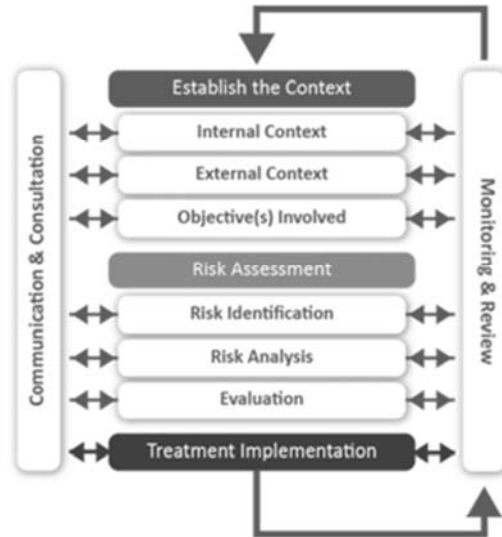 Establish the Context
Internal Context
External Context
Objective(s) Involved
Risk Assessment
Risk Identification
Risk Analysis
Evaluation
Treatment Implementation
Communication & Consultation
Monitoring & Review